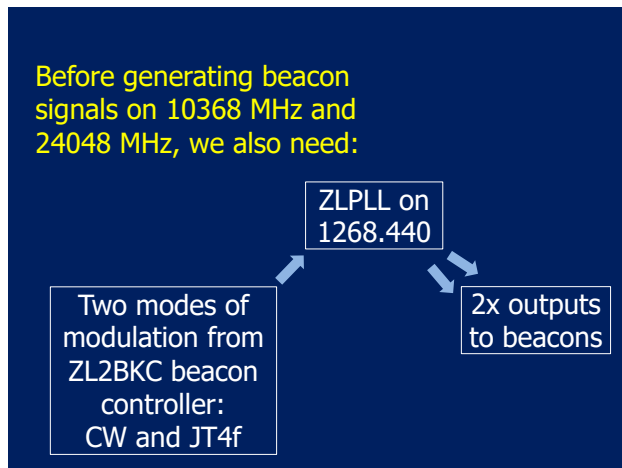 Before generating beacon
signals on 10368 MHz and
24048 MHz, we also need:
ZLPLL on
1268.440
Two modes of
modulation from
ZL2BKC beacon
controller:
CW and JT4f
2x outputs
to beacons